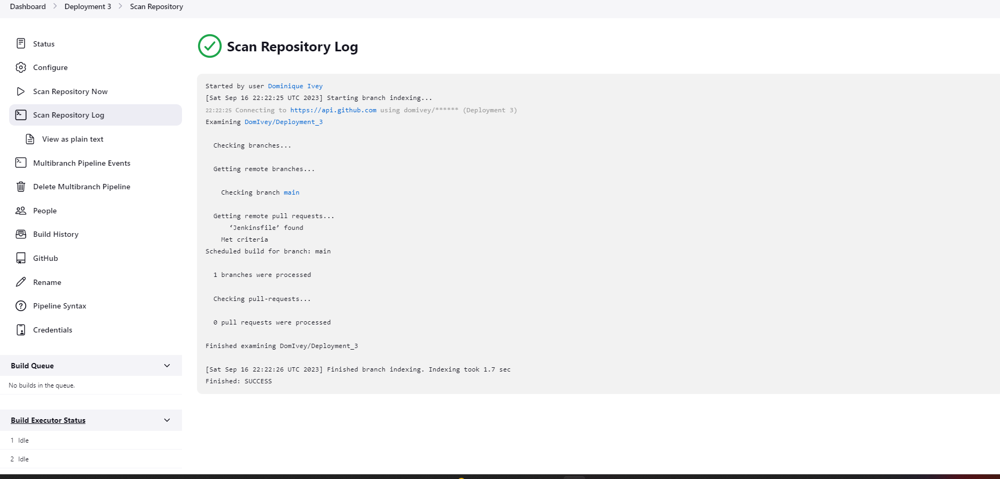 Dashboard > Deployment 3 > Scan Repository
Status
Configure
Scan Repository Now
Scan Repository Log
View as plain text
Multibranch Pipeline Events
Delete Multibranch Pipeline
People
Build History
GitHub
Rename
Pipeline Syntax
Credentials
Build Queue
No builds in the queue.
Build Executor Status
1 Idle
2 Idle
Scan Repository Log
Started by user Dominique Ivey
[Sat Sep 16 22:22:25 UTC 2023] Starting branch indexing...
22:22:25 Connecting to https://api.github.com using domivey/****** (Deployment 3)
Examining DomIvey/Deployment_3
Checking branches...
Getting remote branches...
Checking branch main
Getting remote pull requests...
‘Jenkinsfile’ found
Met criteria
Scheduled build for branch: main
1 branches were processed
Checking pull-requests...
0 pull requests were processed
Finished examining DomIvey/Deployment_3
[Sat Sep 16 22:22:26 UTC 2023] Finished branch indexing. Indexing took 1.7 sec
Finished: SUCCESS